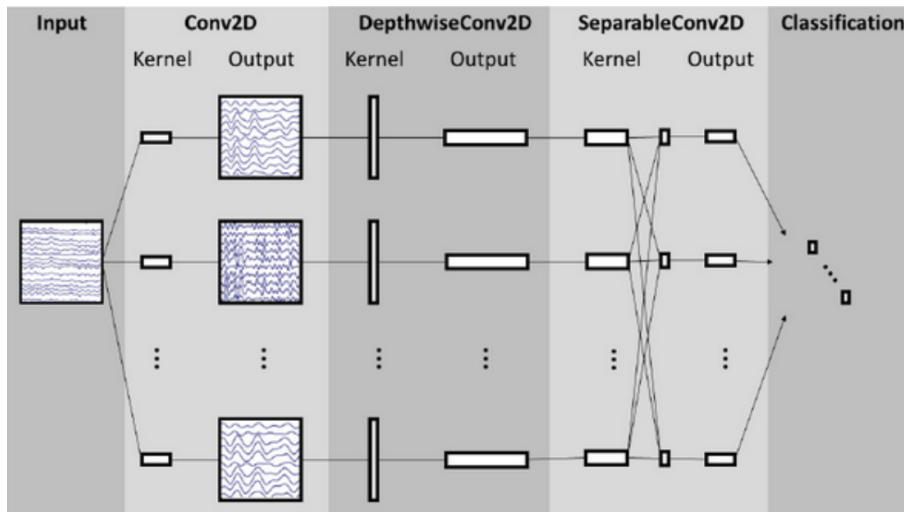 Input Conv2D DepthwiseConv2D SeparableConv2D Classification
Kernel Output Kernel Output Kernel Output